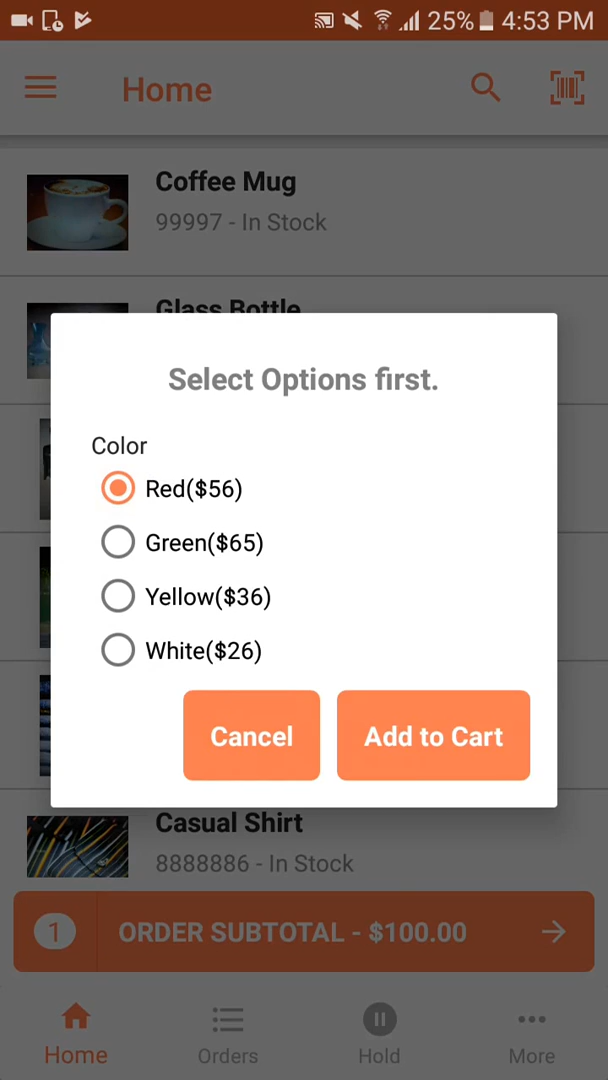 25% 4:53 PM
Home
Coffee Mug
99997 - In Stock
Glass Bottle
Select Options first.
Color
Red($56)
Green($65)
Yellow($36)
White($26)
Cancel Add to Cart
Casual Shirt
8888886 - In Stock
1 ORDER SUBTOTAL - $100.00
Home Orders Hold More